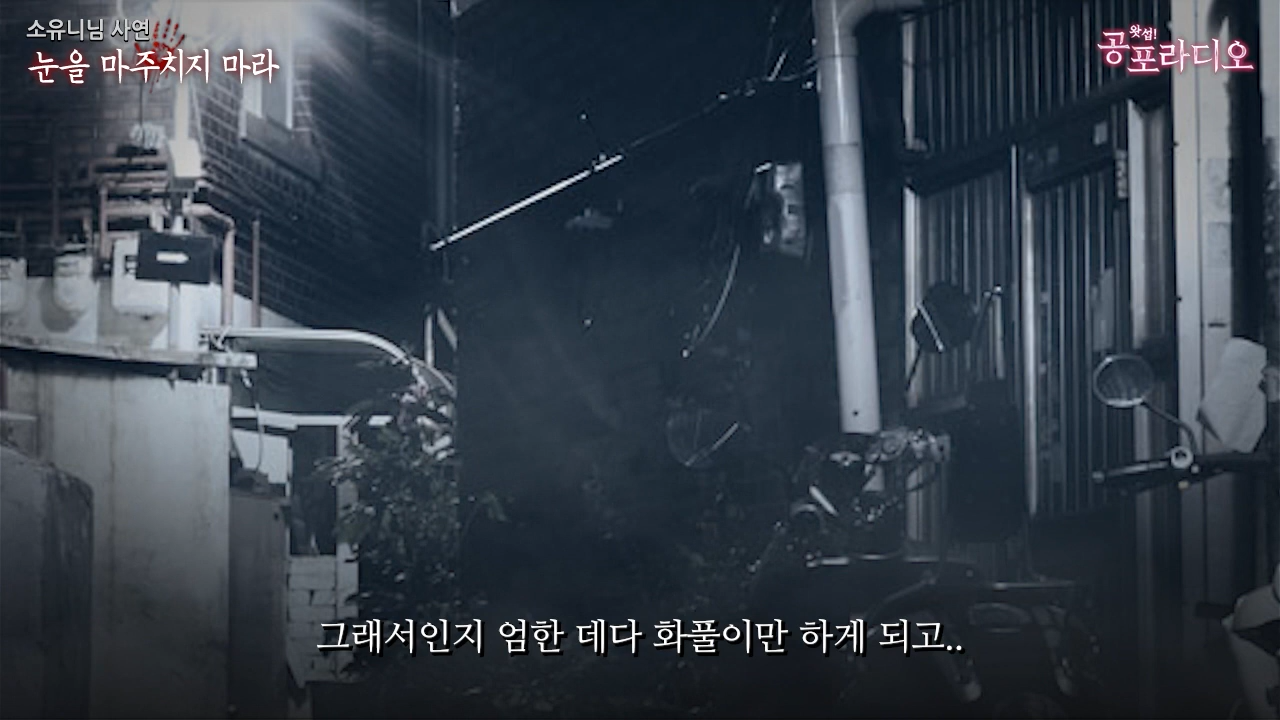 소유니님 사연
눈을 마주치지 마라
왓섭!
공포라디오
그래서인지 엄한 데다 화풀이만 하게 되고..